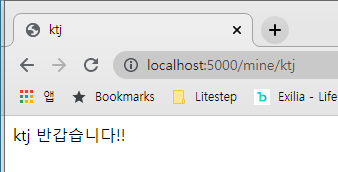 ktj
localhost:5000/mine/ktj
앱 Bookmarks Litestep Exilia - Life
ktj 반갑습니다!!